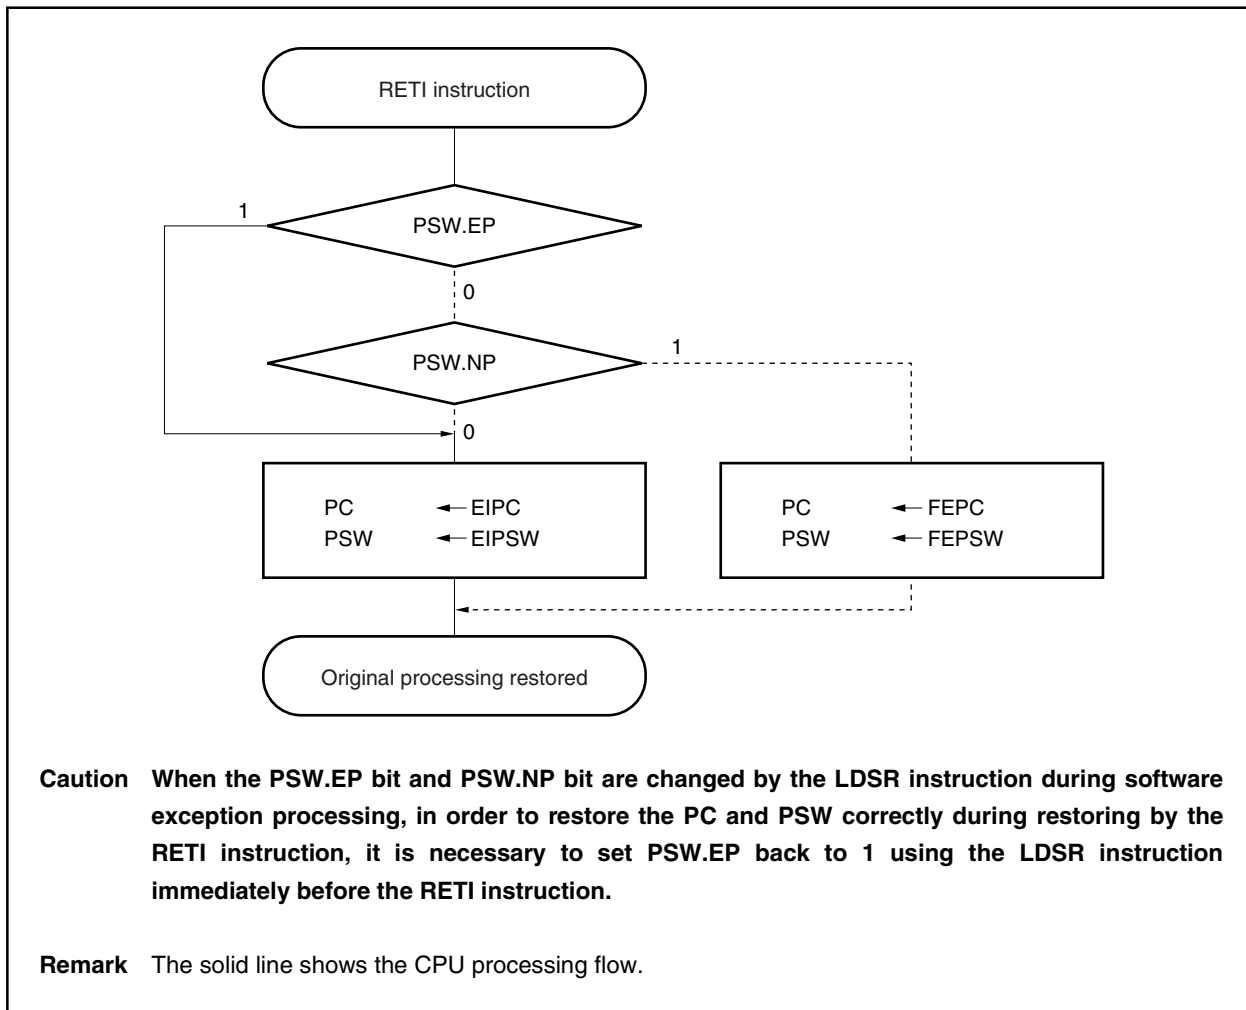 RETI instruction
1
PSW.EP
0
PSW.NP
1
0
PC EIPC
PSW EIPSW
PC FEPC
PSW FEPSW
Original processing restored
Caution When the PSW.EP bit and PSW.NP bit are changed by the LDSR instruction during software
exception processing, in order to restore the PC and PSW correctly during restoring by the
RETI instruction, it is necessary to set PSW.EP back to 1 using the LDSR instruction
immediately before the RETI instruction.
Remark The solid line shows the CPU processing flow.